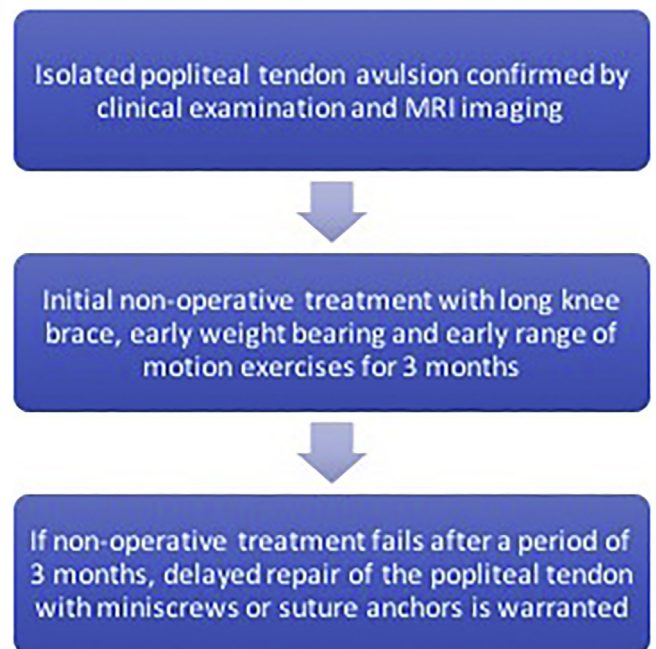 Isolated popliteal tendon avulsion confirmed by
clinical examination and MRI imaging
Initial non-operative treatment with long knee
brace, early weight bearing and early range of
motion exercises for 3 months
If non-operative treatment fails after a period of
3 months, delayed repair of the popliteal tendon
with miniscrews or suture anchors is warranted